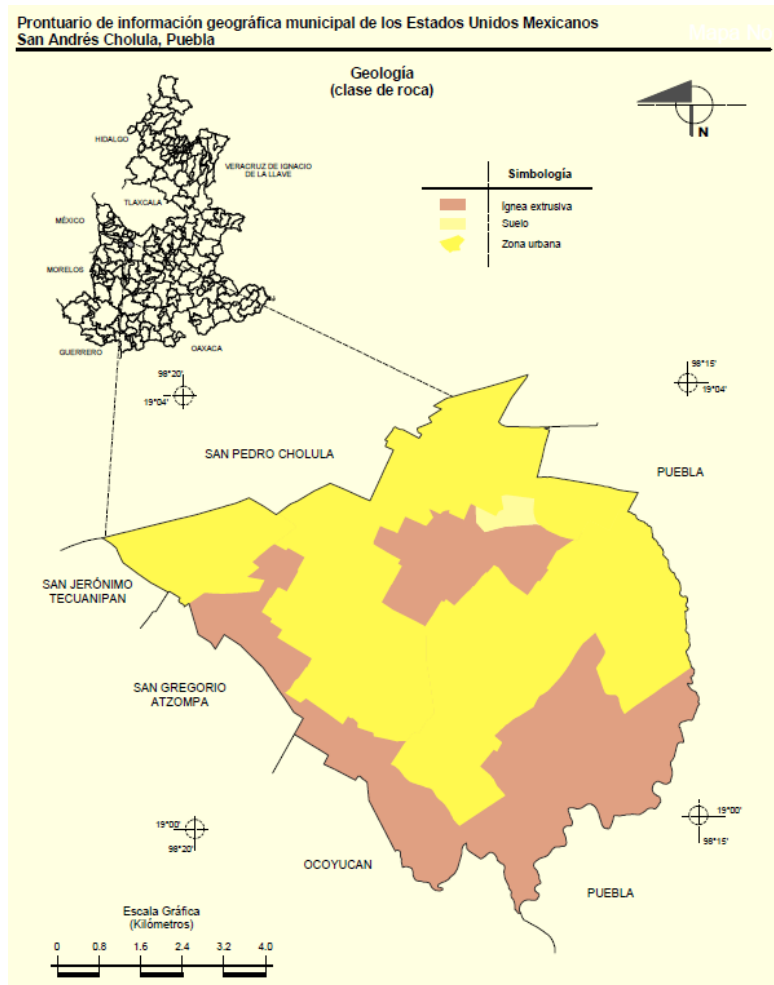 Prontuario de información geográfica municipal de los Estados Unidos Mexicanos
San Andrés Cholula, Puebla
Geología
(clase de roca)
N
HIDALGO
VERACRUZ DE IGNACIO
DE LA LLAVE
TLAXCALA
MÉXICO
MORELOS
GUERRERO
OAXACA
Simbología
Ignea extrusiva
Suelo
Zona urbana
98°20'
19°04'
98°15'
19°04'
SAN PEDRO CHOLULA
PUEBLA
SAN JERÓNIMO
TECUANIPAN
SAN GREGORIO
ATZOMPA
19°00'
98°20'
19°00'
98°15'
OCOYUCAN
PUEBLA
Escala Gráfica
(Kilómetros)
0 0.8 1.6 2.4 3.2 4.0